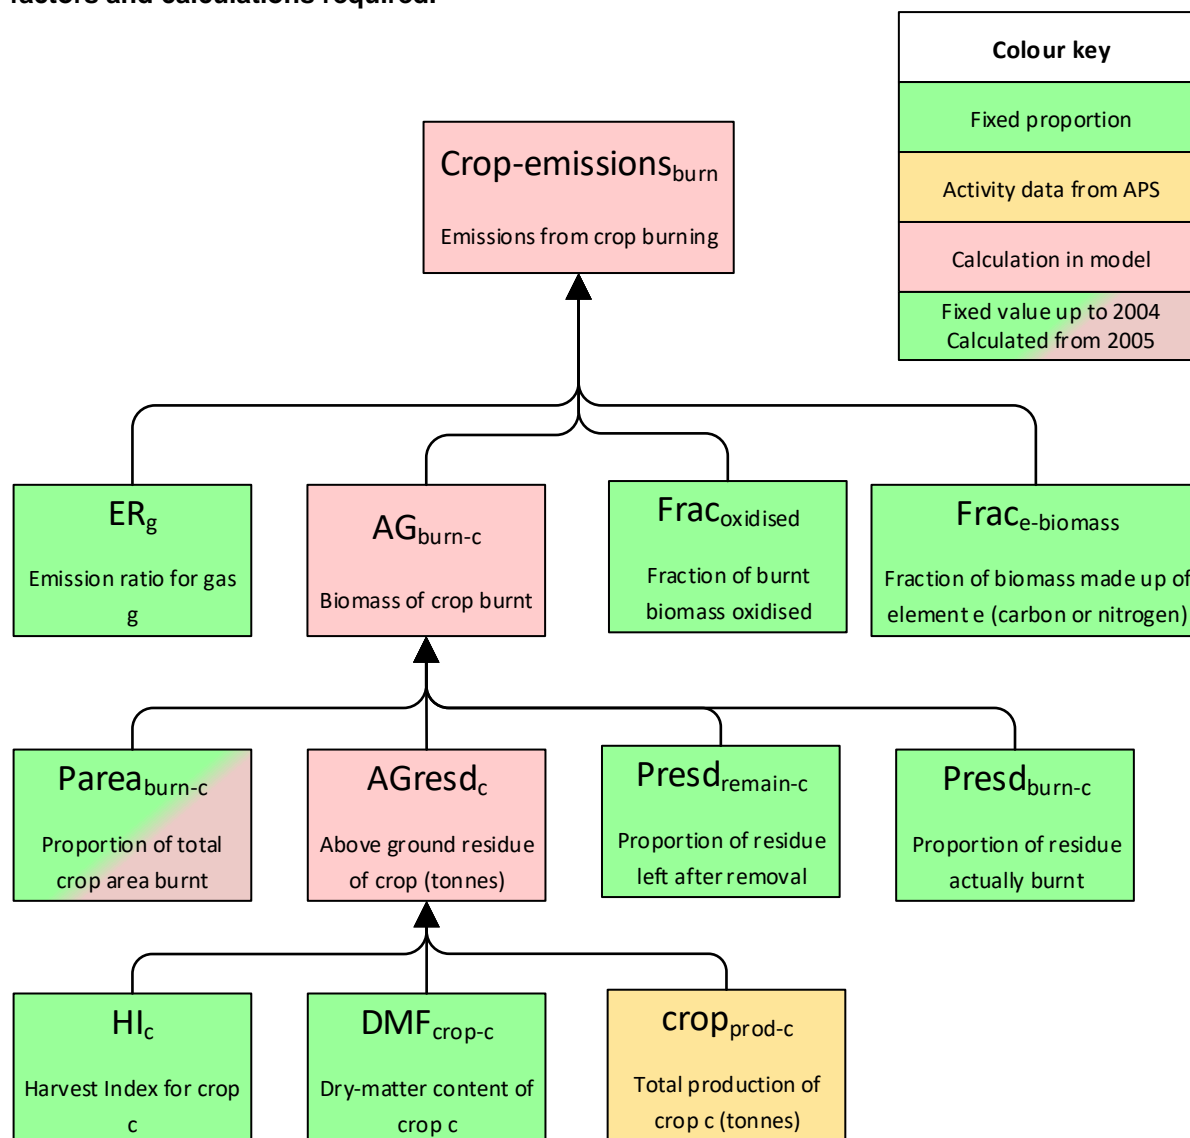 factors and calculations required.
Colour key
Fixed proportion
Activity data from APS
Calculation in model
Fixed value up to 2004
Calculated from 2005
Crop-emissionsburn
Emissions from crop burning
ERg
Emission ratio for gas
g
AGburn-c
Biomass of crop burnt
Fracoxidised
Fraction of burnt
biomass oxidised
Frace-biomass
Fraction of biomass made up of
element e (carbon or nitrogen)
Pareaburn-c
Proportion of total
crop area burnt
AGresdc
Above ground residue
of crop (tonnes)
Presdremain-c
Proportion of residue
left after removal
Presdburn-c
Proportion of residue
actually burnt
HIc
Harvest Index for crop
c
DMFcrop-c
Dry-matter content of
crop c
cropprod-c
Total production of
crop c (tonnes)